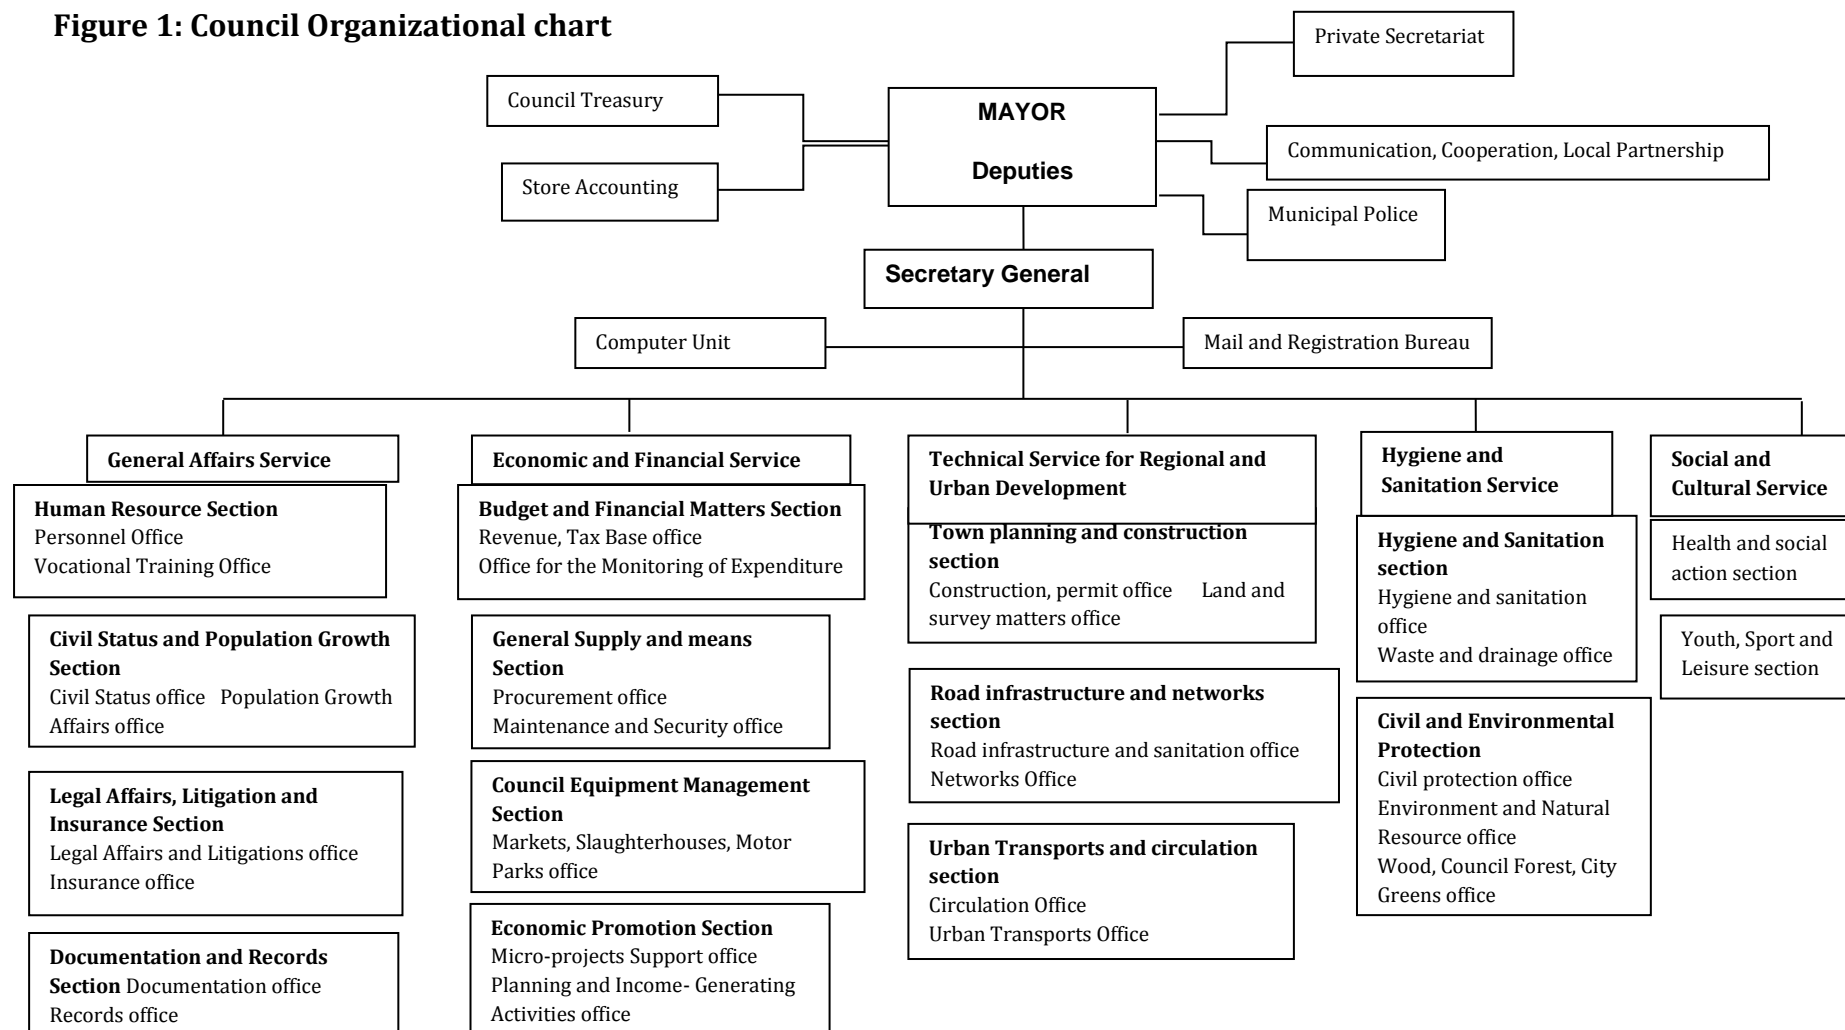 Figure 1: Council Organizational chart
Private Secretariat
Council Treasury
MAYOR
Deputies
Communication, Cooperation, Local Partnership
Store Accounting
Municipal Police
Secretary General
Computer Unit
Mail and Registration Bureau
General Affairs Service
Human Resource Section
Personnel Office
Vocational Training Office
Civil Status and Population Growth
Section
Civil Status office Population Growth
Affairs office
Legal Affairs, Litigation and
Insurance Section
Legal Affairs and Litigations office
Insurance office
Documentation and Records
Section Documentation office
Records office
Economic and Financial Service
Budget and Financial Matters Section
Revenue, Tax Base office
Office for the Monitoring of Expenditure
General Supply and means
Section
Procurement office
Maintenance and Security office
Council Equipment Management
Section
Markets, Slaughterhouses, Motor
Parks office
Economic Promotion Section
Micro-projects Support office
Planning and Income- Generating
Activities office
Technical Service for Regional and
Urban Development
Town planning and construction
section
Construction, permit office Land and
survey matters office
Road infrastructure and networks
section
Road infrastructure and sanitation office
Networks Office
Urban Transports and circulation
section
Circulation Office
Urban Transports Office
Hygiene and
Sanitation Service
Hygiene and Sanitation
section
Hygiene and sanitation
office
Waste and drainage office
Civil and Environmental
Protection
Civil protection office
Environment and Natural
Resource office
Wood, Council Forest, City
Greens office
Social and
Cultural Service
Health and social
action section
Youth, Sport and
Leisure section